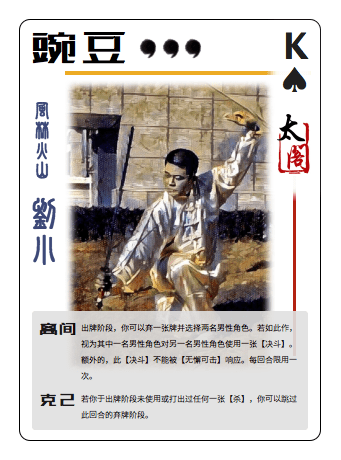 豌豆
K
太阁
風林火山
劉小
离间
出牌阶段，你可以弃一张牌并选择两名男性角色。若如此作，
视为其中一名男性角色对另一名男性角色使用一张【决斗】。
额外的，此【决斗】不能被【无懈可击】响应。每回合限用一
次。
克己
若你于出牌阶段未使用或打出过任何一张【杀】，你可以跳过
此回合的弃牌阶段。